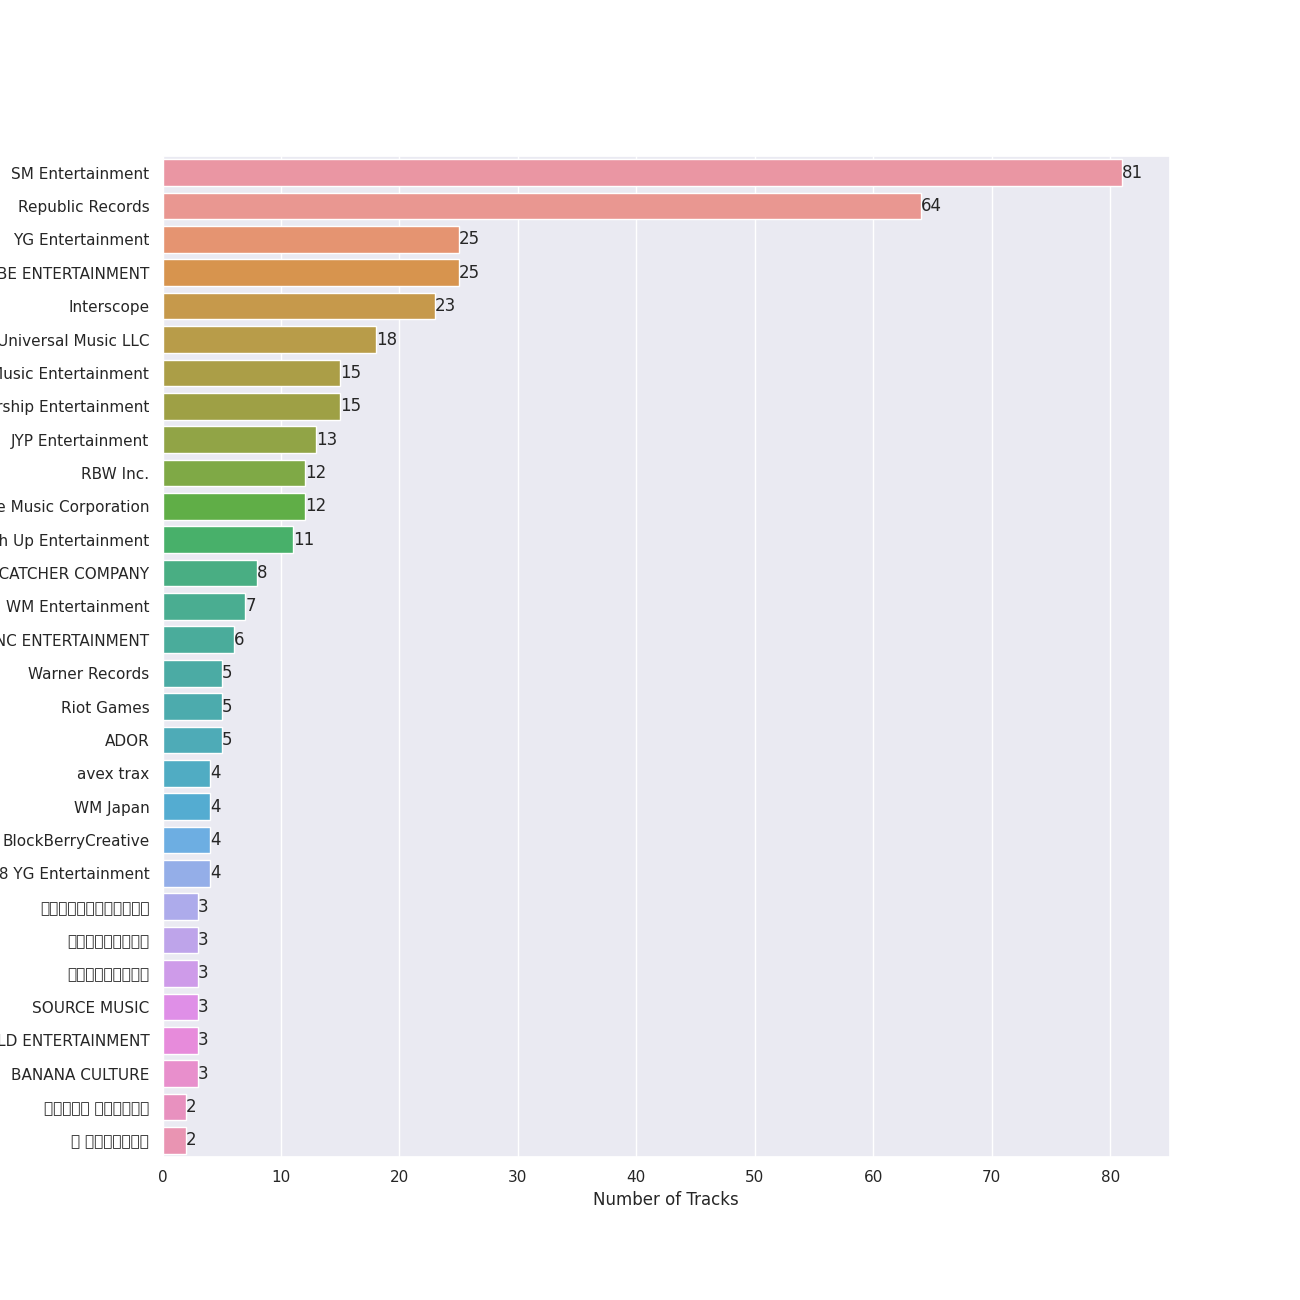 SM Entertainment 81
Republic Records 64
YG Entertainment 25
BE ENTERTAINMENT 25
Interscope 23
Universal Music LLC 18
Music Entertainment 15
rship Entertainment 15
JYP Entertainment 13
RBW Inc. 12
e Music Corporation 12
h Up Entertainment 11
CATCHER COMPANY 8
WM Entertainment 7
NC ENTERTAINMENT 6
Warner Records 5
Riot Games 5
ADOR 5
avex trax 4
WM Japan 4
BlockBerryCreative 4
8 YG Entertainment 4
3
3
3
SOURCE MUSIC 3
LD ENTERTAINMENT 3
BANANA CULTURE 3
2
2
0 10 20 30 40 50 60 70 80
Number of Tracks